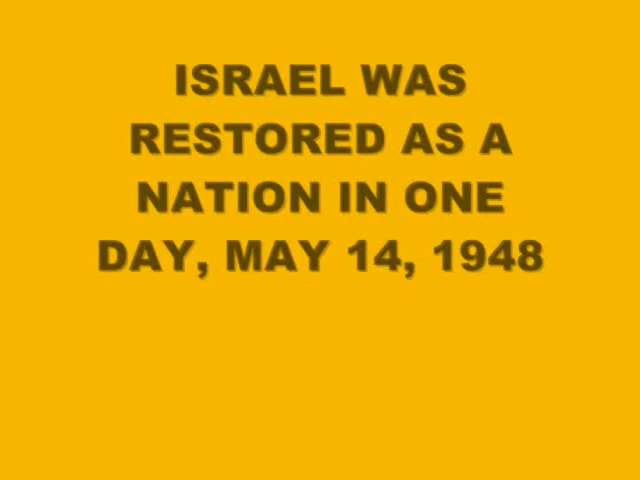 ISRAEL WAS
RESTORED AS A
NATION IN ONE
DAY, MAY 14, 1948